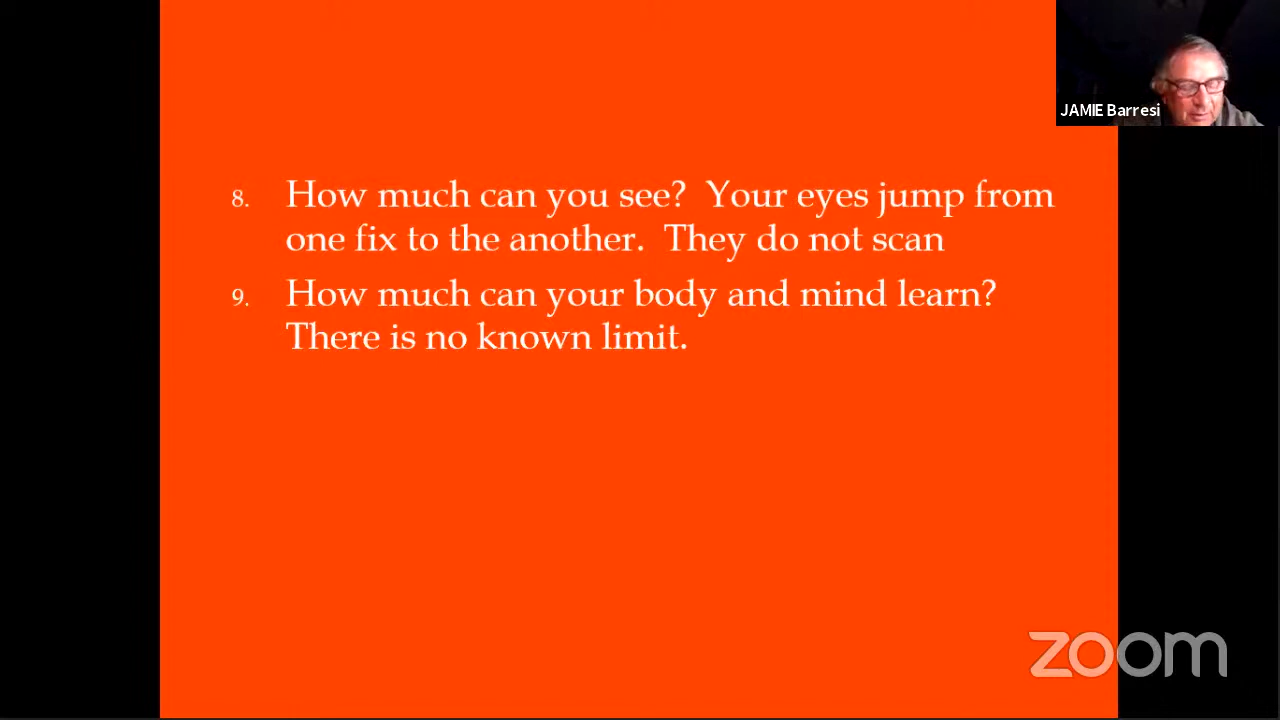 JAMIE Barresi
8. How much can you see? Your eyes jump from
one fix to the another. They do not scan
9. How much can your body and mind learn?
There is no known limit.
zoom